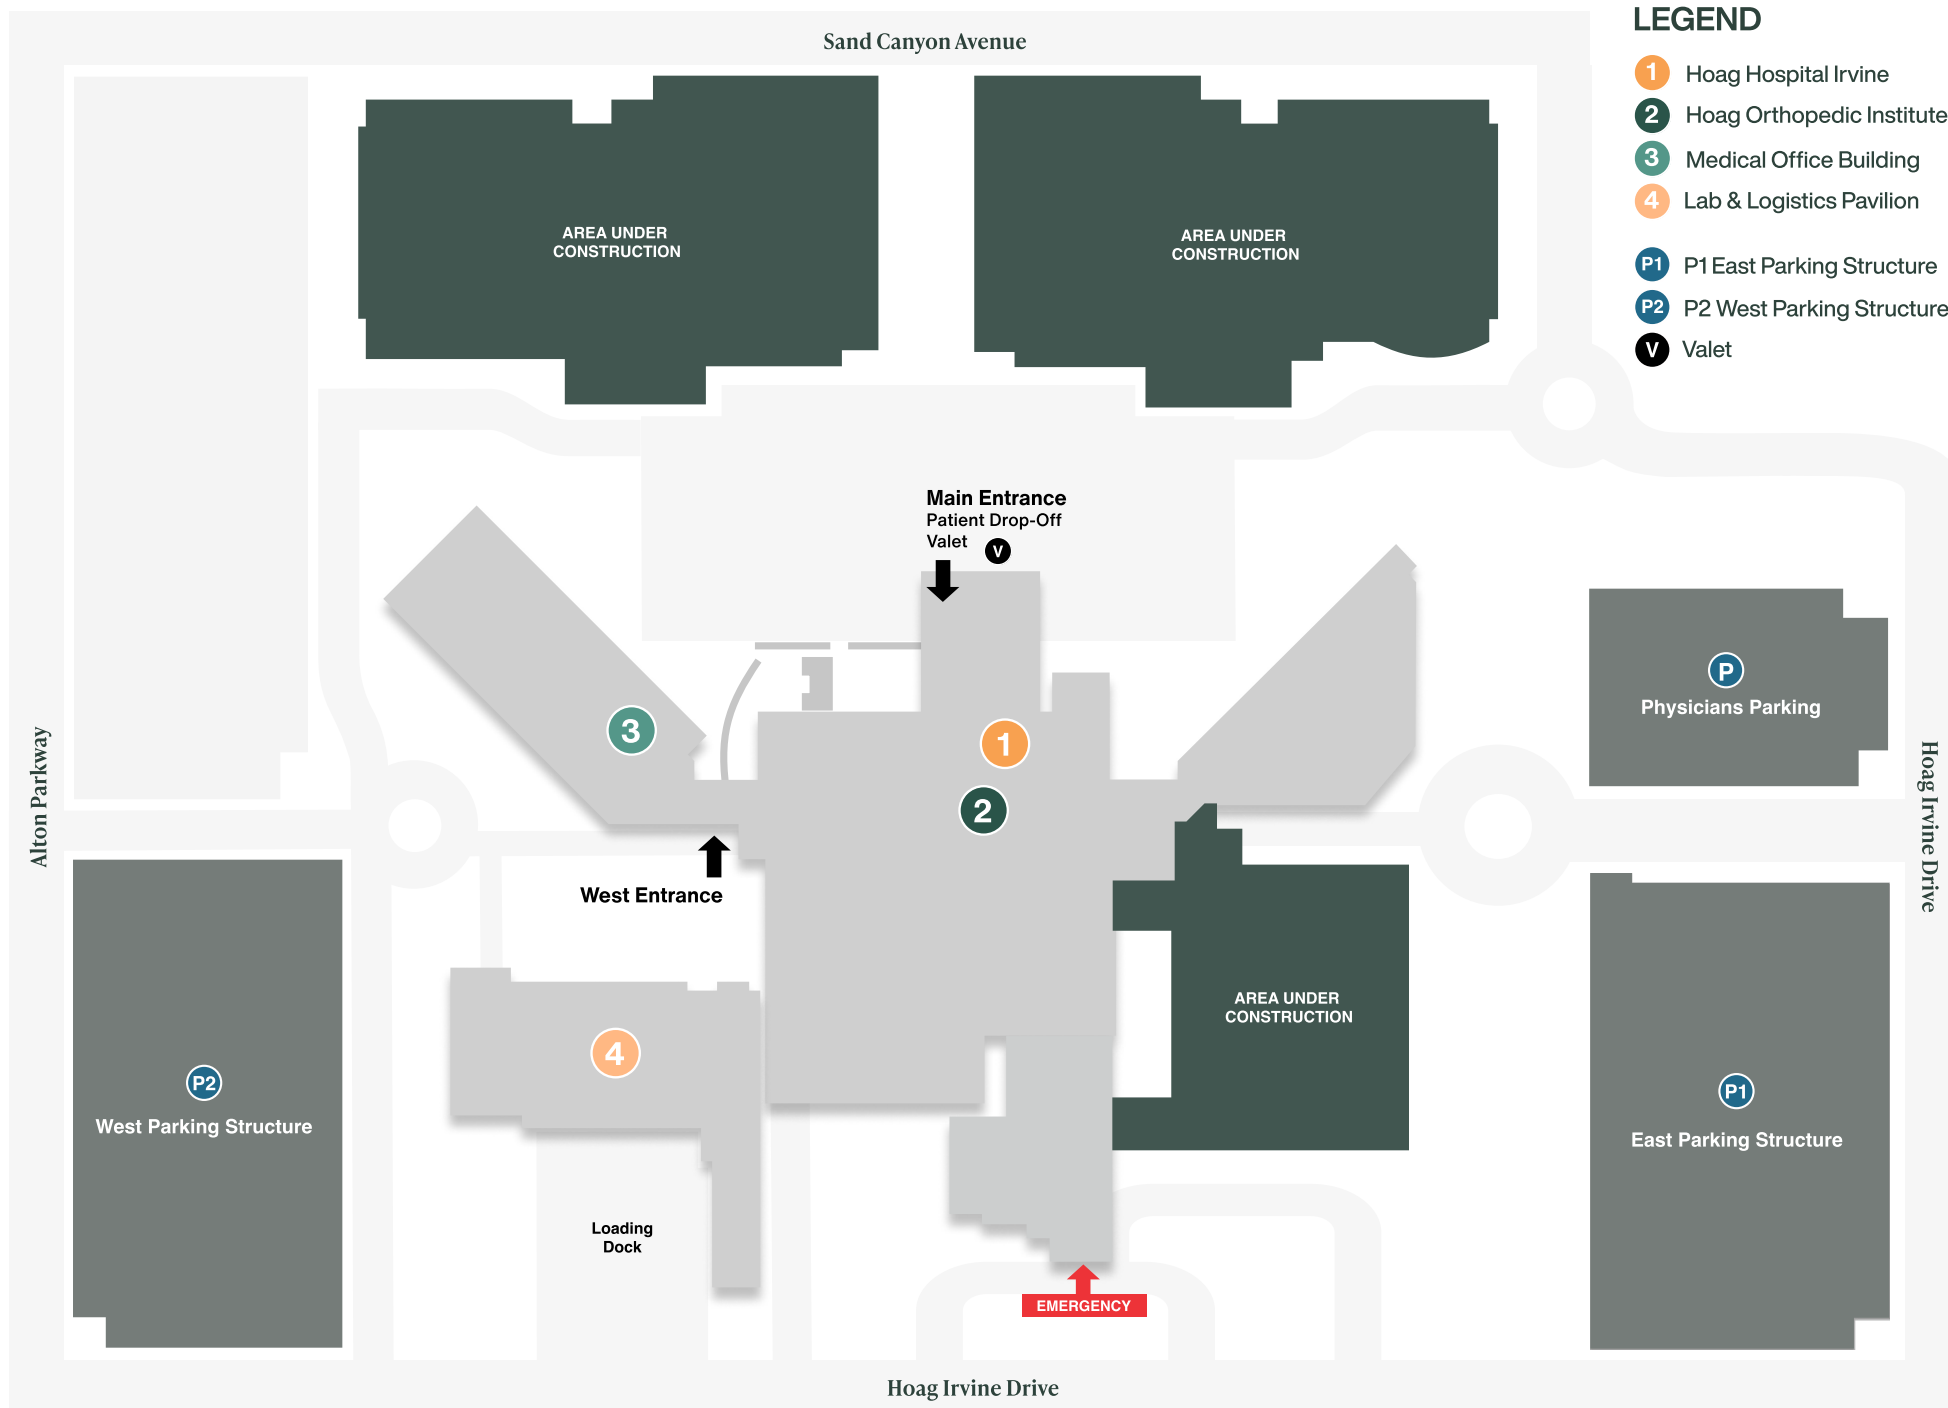 Sand Canyon Avenue
LEGEND
1 Hoag Hospital Irvine
2 Hoag Orthopedic Institute
3 Medical Office Building
4 Lab & Logistics Pavilion
P1 P1 East Parking Structure
P2 P2 West Parking Structure
V Valet
AREA UNDER
CONSTRUCTION
AREA UNDER
CONSTRUCTION
Main Entrance
Patient Drop-Off
Valet V
P
Physicians Parking
3
1
2
Alton Parkway
Hoag Irvine Drive
West Entrance
AREA UNDER
CONSTRUCTION
4
P2
West Parking Structure
P1
East Parking Structure
Loading
Dock
EMERGENCY
Hoag Irvine Drive